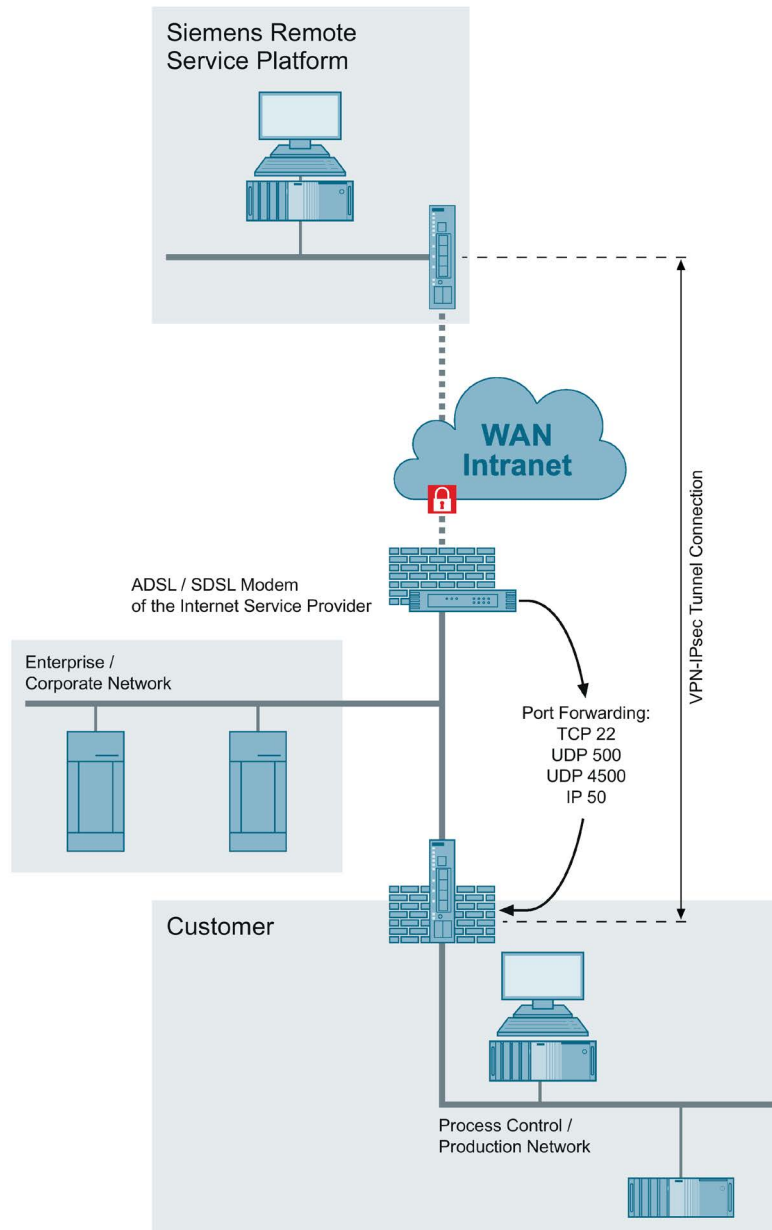 Siemens Remote
Service Platform
WAN
Intranet
ADSL / SDSL Modem
of the Internet Service Provider
VPN-IPsec Tunnel Connection
Enterprise /
Corporate Network
Port Forwarding:
TCP 22
UDP 500
UDP 4500
IP 50
Customer
Process Control /
Production Network